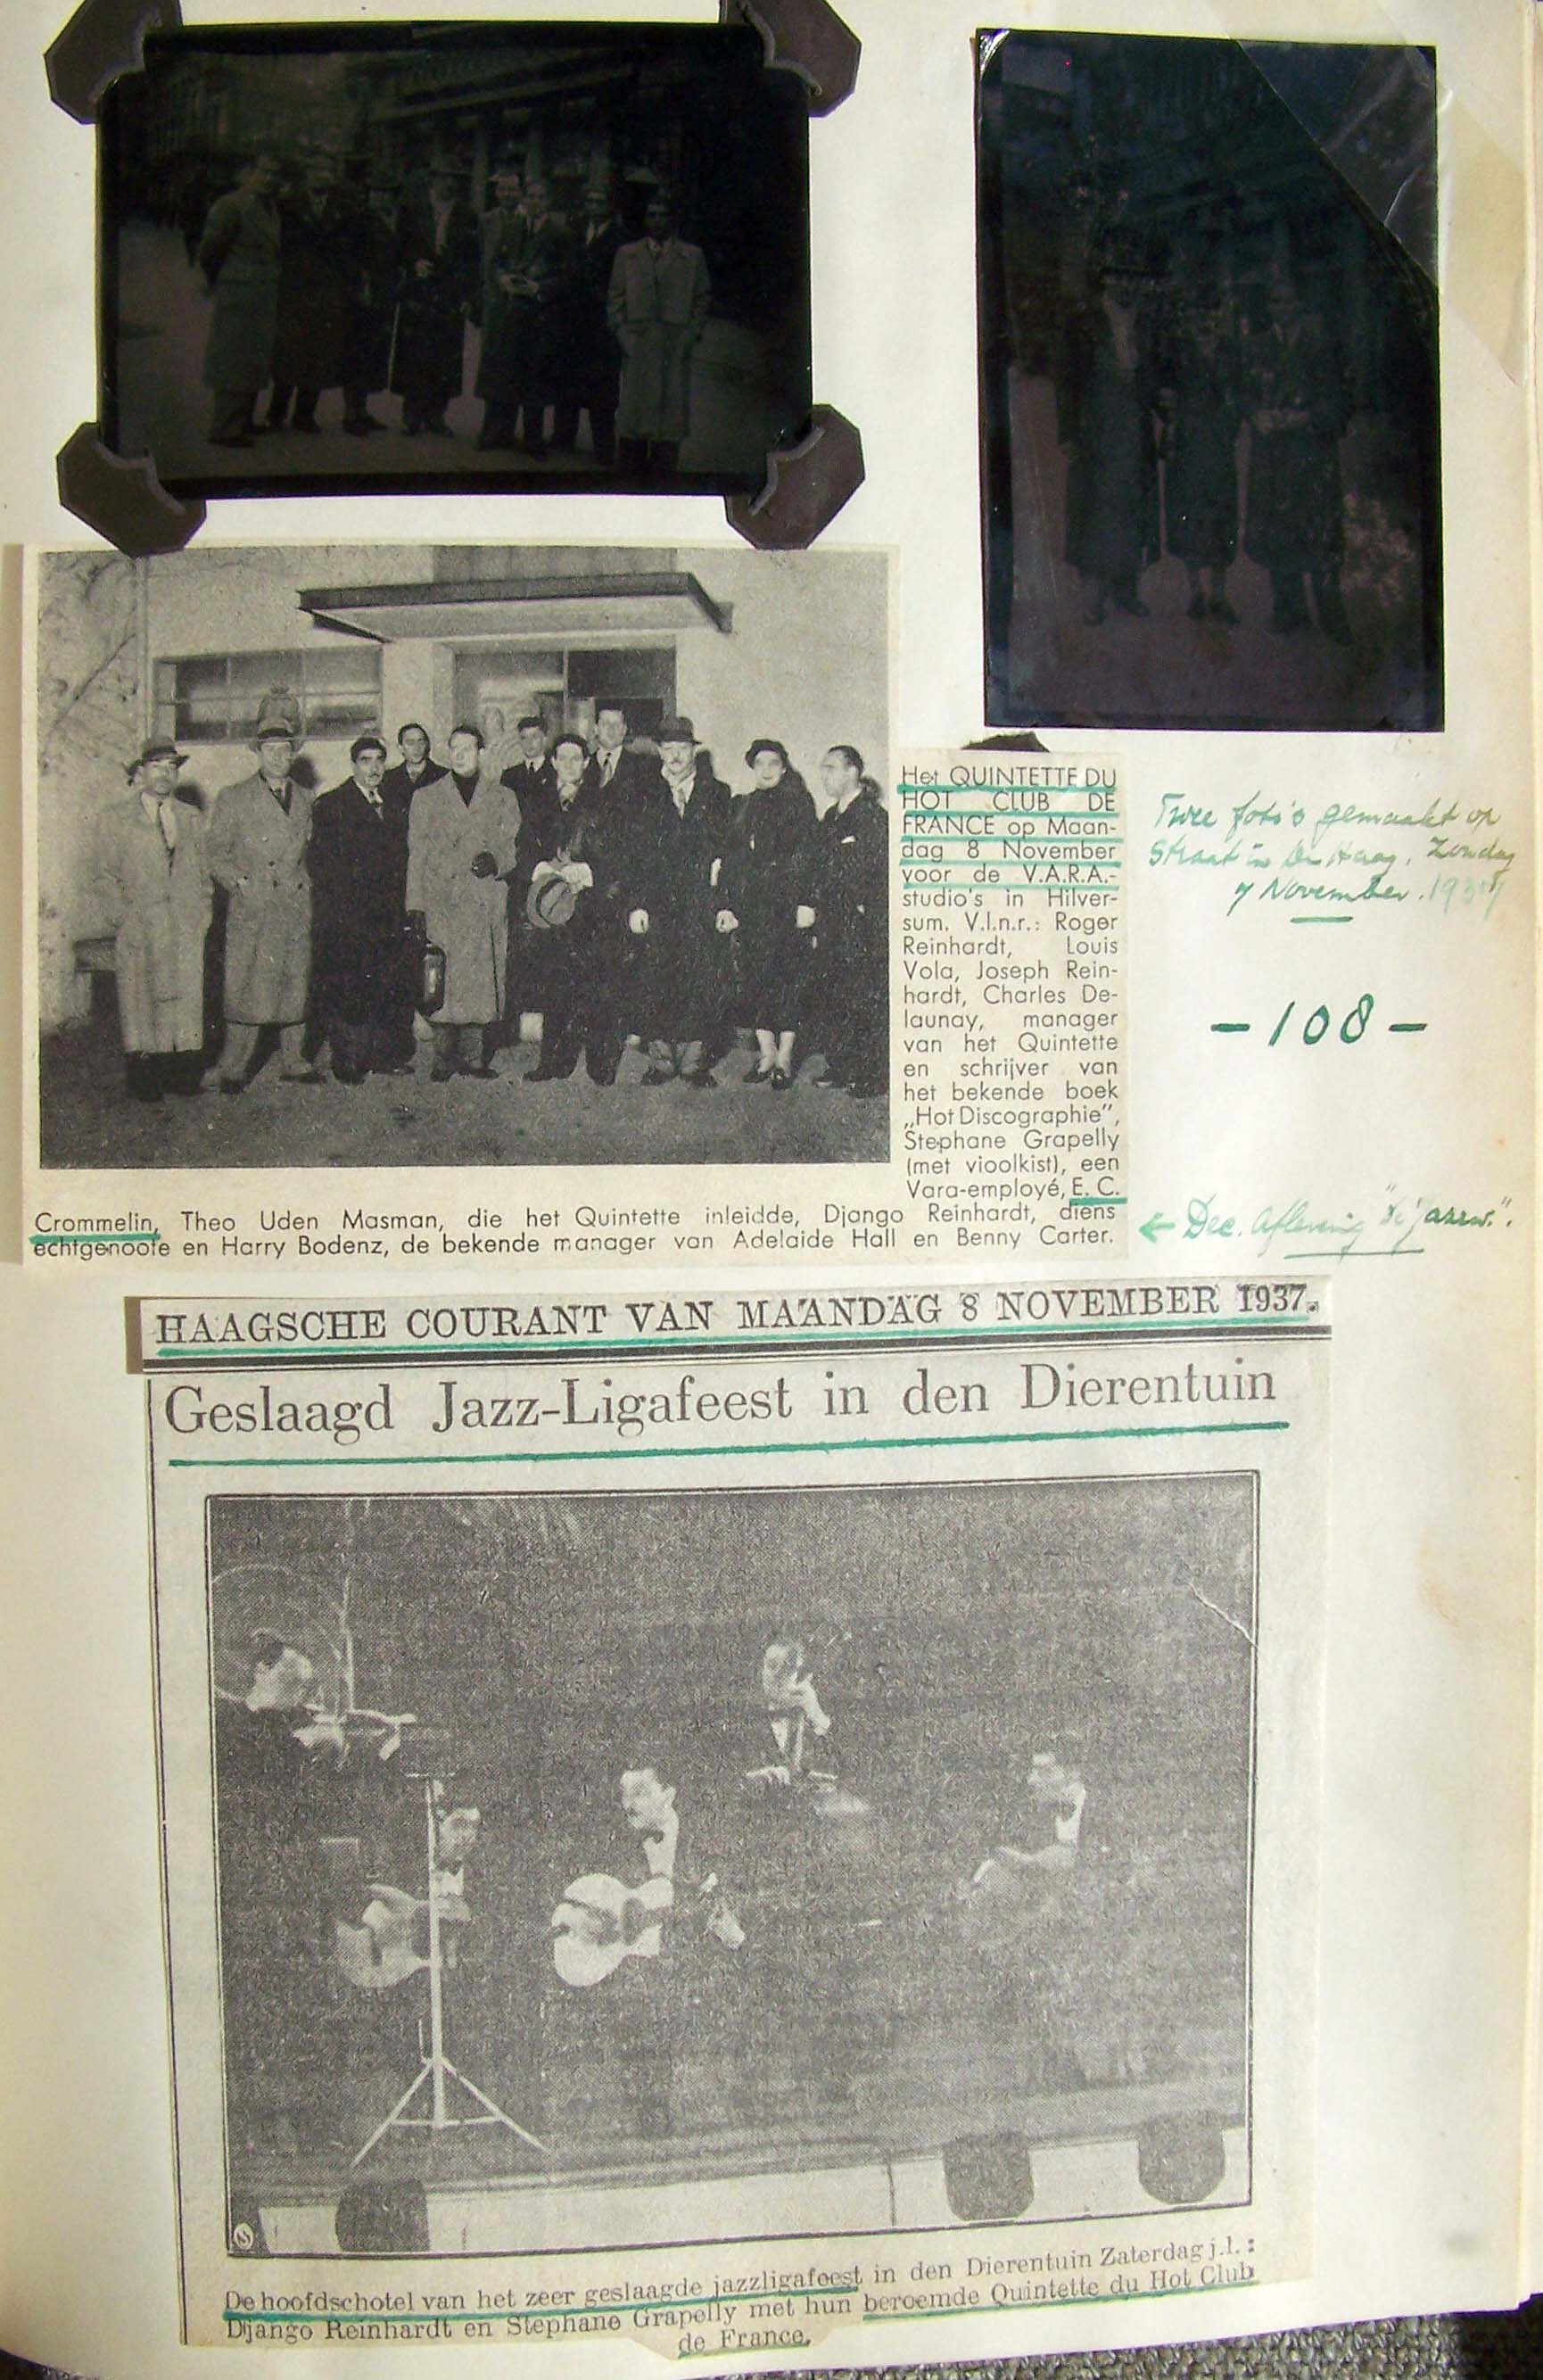 Het QUINTETTE DU
HOT CLUB DE
FRANCE op Maan-
dag 8 November
voor de V.A.R.A.-
studio's in Hilver-
sum. V.l.n.r.: Roger
Reinhardt, Louis
Vola, Joseph Rein-
hardt, Charles De-
launay, manager
van het Quintette
en schrijver van
het bekende boek
„Hot Discographie”,
Stephane Grapelly
(met vioolkist), een
Vara-employé, E. C.
Crommelin, Theo Uden Masman, die het Quintette inleidde, Django Reinhardt, diens
echtgenoote en Harry Bodenz, de bekende manager van Adelaide Hall en Benny Carter.
Twee foto's gemaakt op
Straat in Den Haag, Zondag
7 November. 1937
-108-
← Dec. aflevering "de jazzw.".
HAAGSCHE COURANT VAN MAANDAG 8 NOVEMBER 1937.
Geslaagd Jazz-Ligafeest in den Dierentuin
De hoofdschotel van het zeer geslaagde jazzligafeest in den Dierentuin Zaterdag j.l.:
Django Reinhardt en Stephane Grapelly met hun beroemde Quintette du Hot Club
de France.